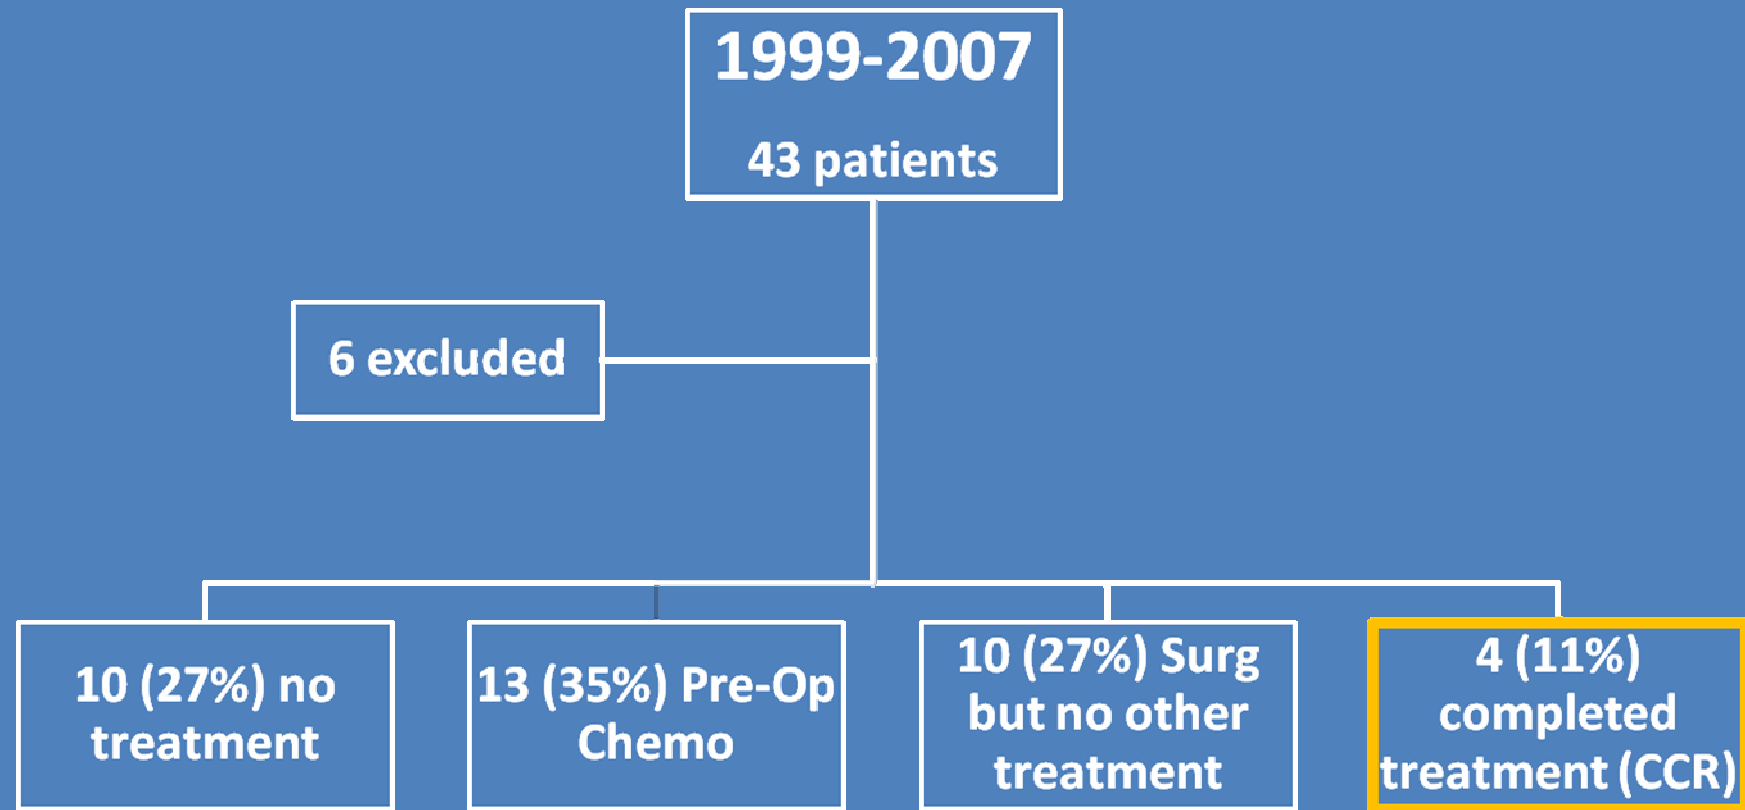 1999-2007
43 patients
6 excluded
10 (27%) no
treatment
13 (35%) Pre-Op
Chemo
10 (27%) Surg
but no other
treatment
4 (11%)
completed
treatment (CCR)